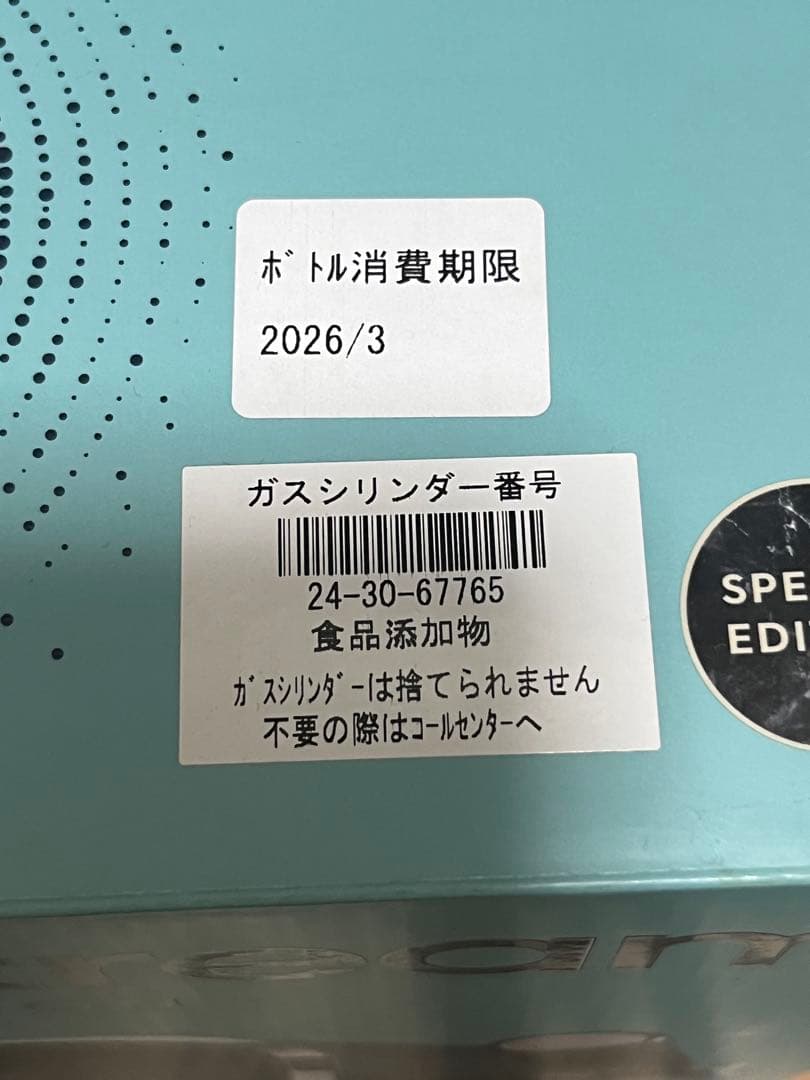 ﾎﾞﾄﾙ消費期限
2026/3
ガスシリンダー番号
24-30-67765
食品添加物
ｶﾞｽｼﾘﾝﾀﾞｰは捨てられません
不要の際はｺｰﾙｾﾝﾀｰへ
SPE
EDI
ream